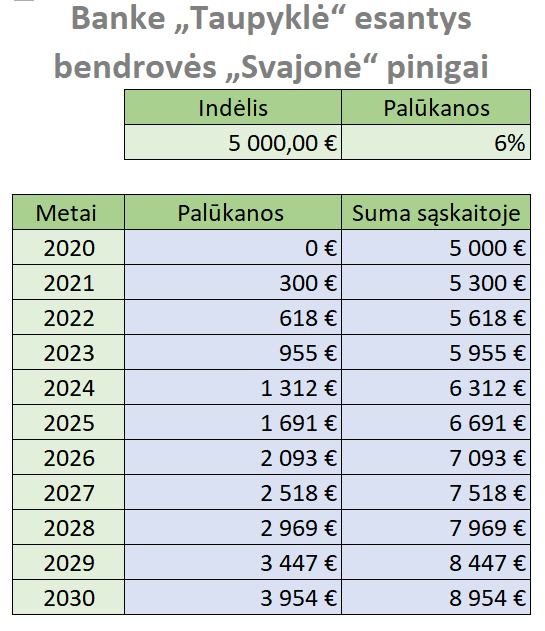 Banke „Taupyklė“ esantys
bendrovės „Svajonė“ pinigai
Indėlis Palūkanos
5 000,00 € 6%
Metai Palūkanos Suma sąskaitoje
2020 0 € 5 000 €
2021 300 € 5 300 €
2022 618 € 5 618 €
2023 955 € 5 955 €
2024 1 312 € 6 312 €
2025 1 691 € 6 691 €
2026 2 093 € 7 093 €
2027 2 518 € 7 518 €
2028 2 969 € 7 969 €
2029 3 447 € 8 447 €
2030 3 954 € 8 954 €